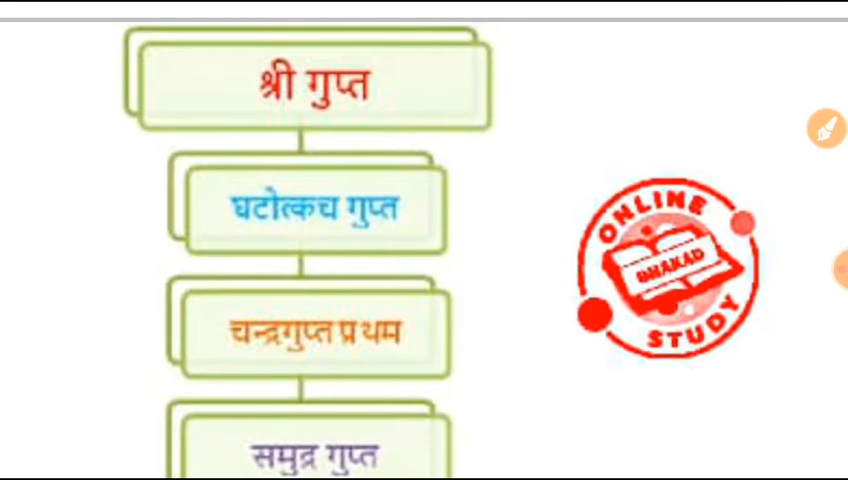 श्री गुप्त
घटोत्कच गुप्त
चन्द्रगुप्त प्रथम
समुद्र गुप्त
ONLINE
DHAKAD
STUDY